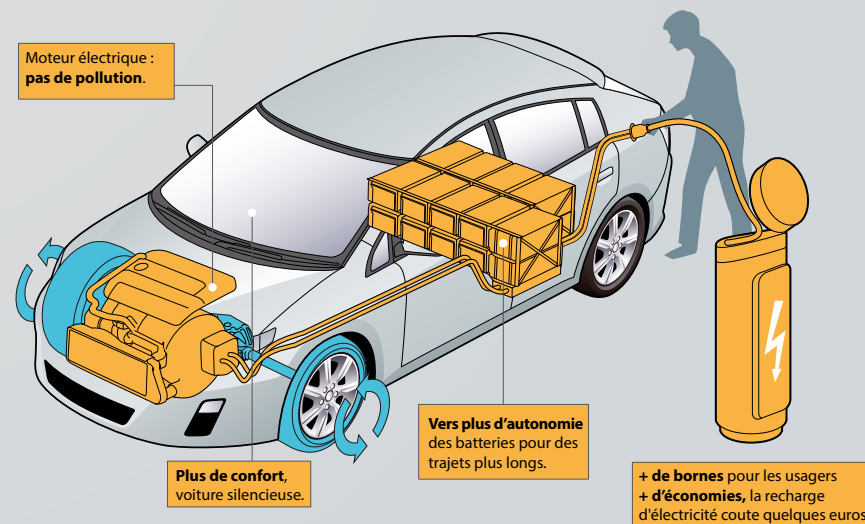 Moteur électrique :
pas de pollution.
Plus de confort,
voiture silencieuse.
Vers plus d’autonomie
des batteries pour des
trajets plus longs.
+ de bornes pour les usagers
+ d’économies, la recharge
d'électricité coute quelques euros